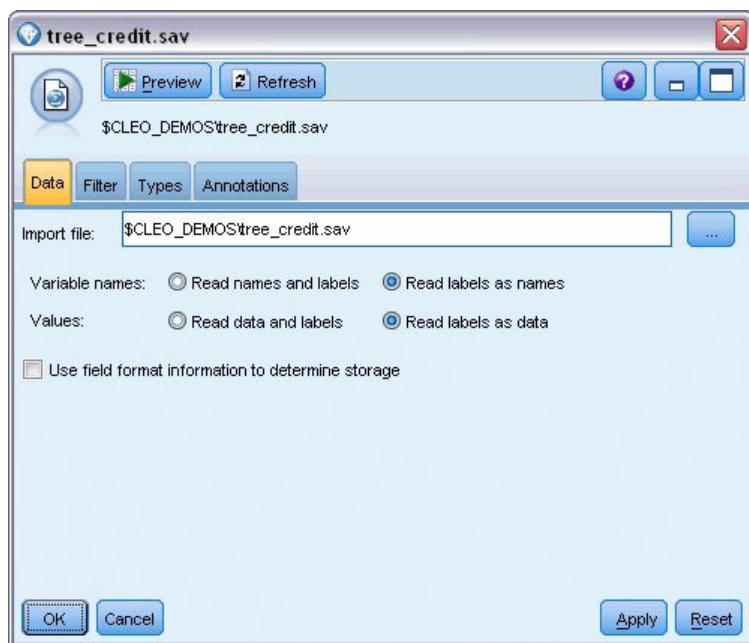 tree_credit.sav
Preview Refresh ?
$CLEO_DEMOS\tree_credit.sav
Data Filter Types Annotations
Import file: $CLEO_DEMOS\tree_credit.sav ...
Variable names: Read names and labels Read labels as names
Values: Read data and labels Read labels as data
Use field format information to determine storage
OK Cancel Apply Reset